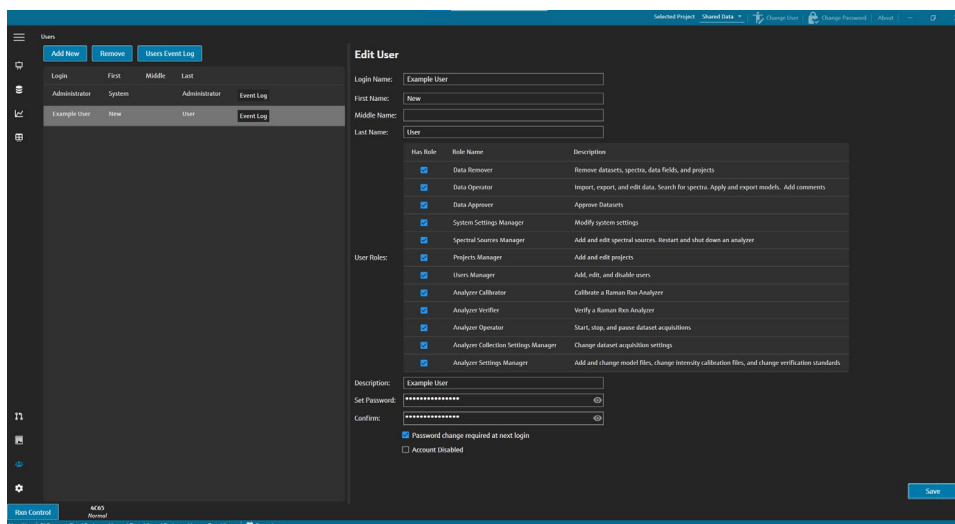 Selected Project Shared Data Change User Change Password About
Users
Add New Remove Users Event Log
Login First Middle Last
Administrator System Administrator Event Log
Example User New User Event Log
Edit User
Login Name: Example User
First Name: New
Middle Name:
Last Name: User
Has Role Role Name Description
Data Remover Remove datasets, spectra, data fields, and projects
Data Operator Import, export, and edit data. Search for spectra. Apply and export models. Add comments
Data Approver Approve Datasets
System Settings Manager Modify system settings
Spectral Sources Manager Add and edit spectral sources. Restart and shut down an analyzer
User Roles: Projects Manager Add and edit projects
Users Manager Add, edit, and disable users
Analyzer Calibrator Calibrate a Raman Rxn Analyzer
Analyzer Verifier Verify a Raman Rxn Analyzer
Analyzer Operator Start, stop, and pause dataset acquisitions
Analyzer Collection Settings Manager Change dataset acquisition settings
Analyzer Settings Manager Add and change model files, change intensity calibration files, and change verification standards
Description: Example User
Set Password: •••••••••••••••
Confirm: •••••••••••••••
Password change required at next login
Account Disabled
Save
Rxn Control 4C65
Normal